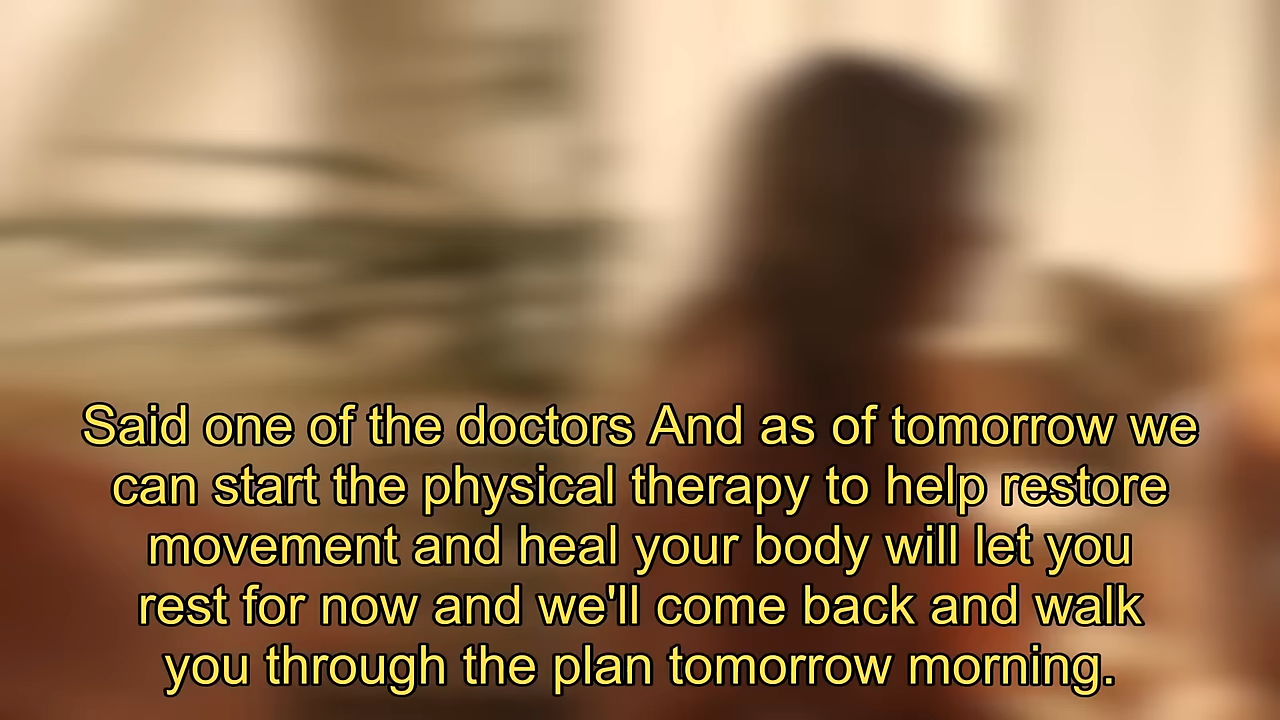 Said one of the doctors And as of tomorrow we
can start the physical therapy to help restore
movement and heal your body will let you
rest for now and we'll come back and walk
you through the plan tomorrow morning.